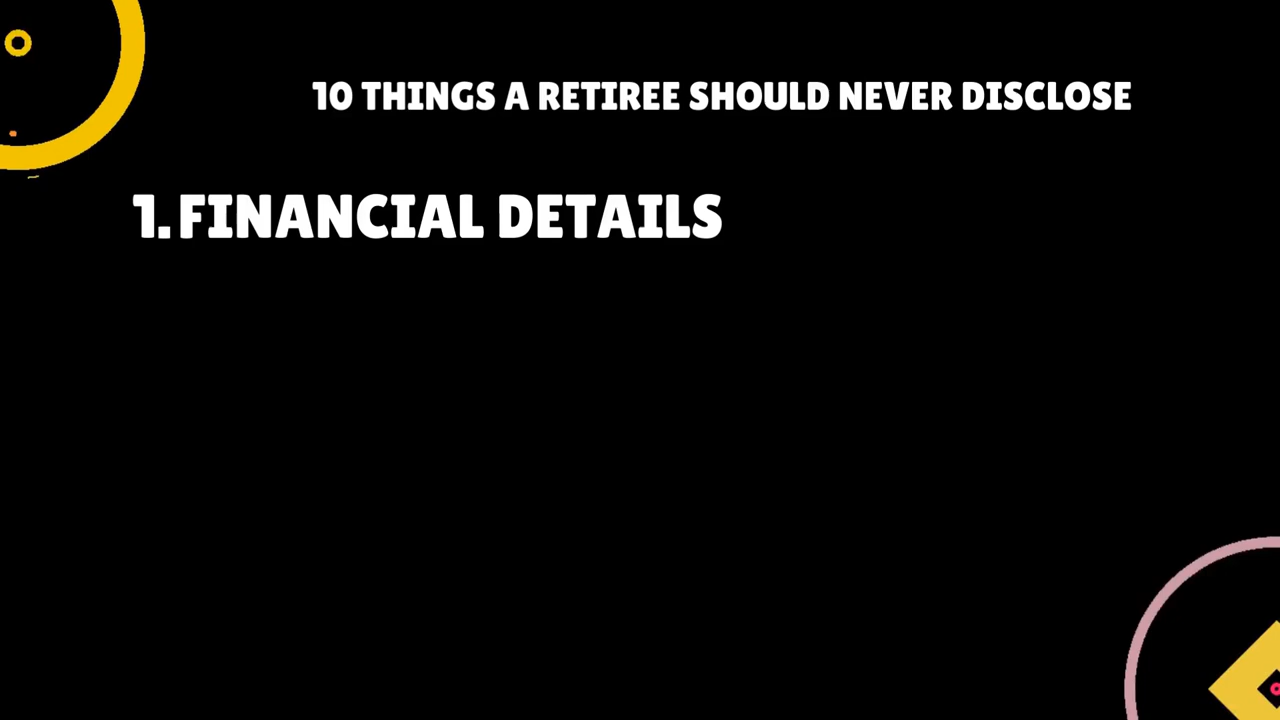 10 THINGS A RETIREE SHOULD NEVER DISCLOSE
1. FINANCIAL DETAILS